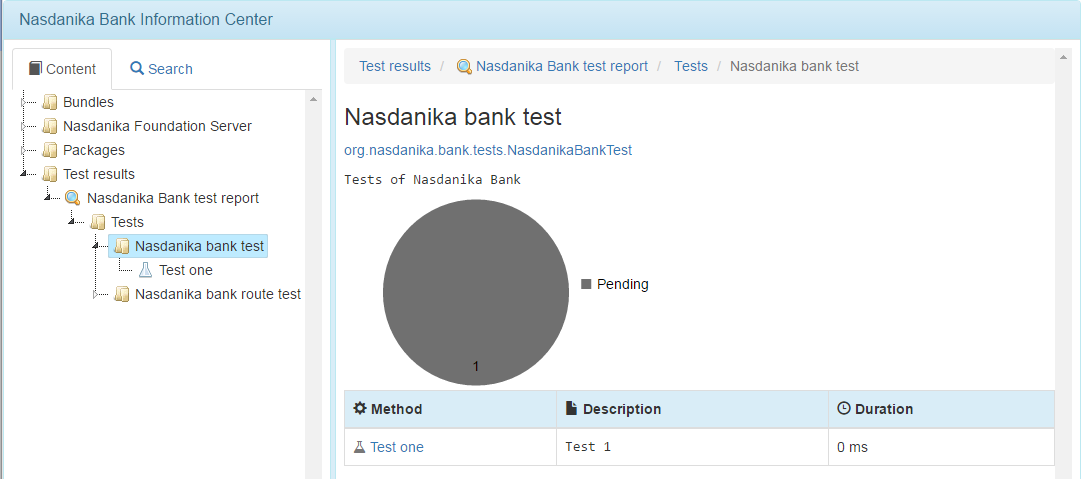 Nasdanika Bank Information Center
Content Search
Bundles
Nasdanika Foundation Server
Packages
Test results
Nasdanika Bank test report
Tests
Nasdanika bank test
Test one
Nasdanika bank route test
Test results / Nasdanika Bank test report / Tests / Nasdanika bank test
Nasdanika bank test
org.nasdanika.bank.tests.NasdanikaBankTest
Tests of Nasdanika Bank
Pending
1
Method Description Duration
Test one Test 1 0 ms